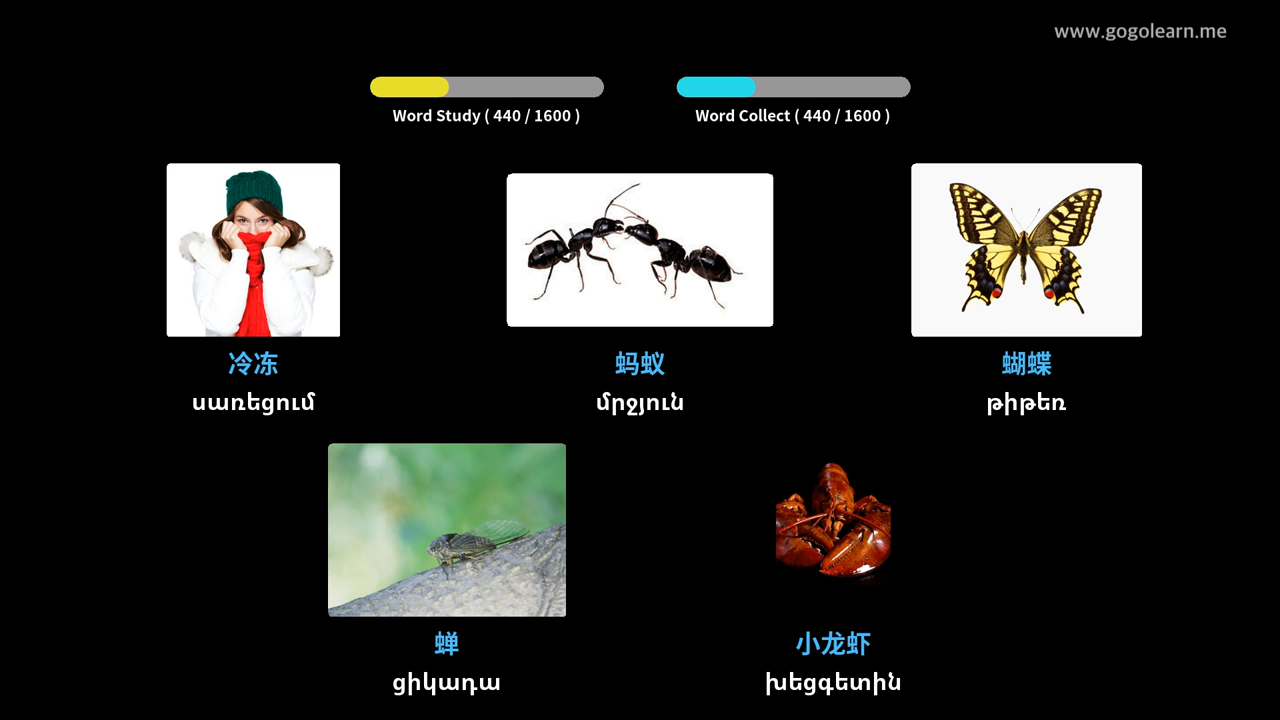 www.gogolearn.me
Word Study ( 440 / 1600 )
Word Collect ( 440 / 1600 )
冷冻
սառեցում
蚂蚁
մրջյուն
蝴蝶
թիթեռ
蝉
ցիկադա
小龙虾
խեցգետին